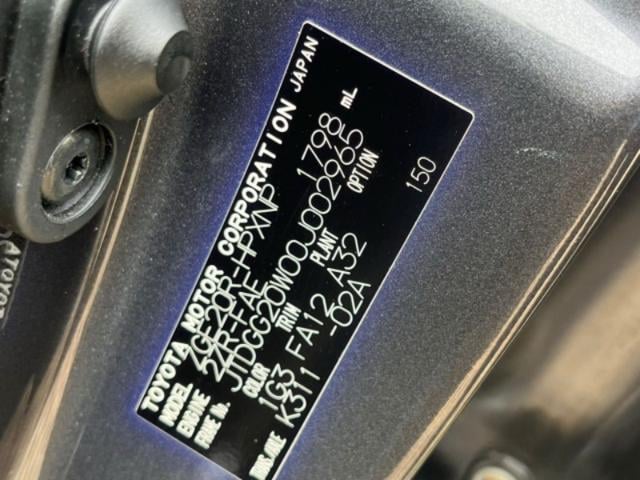 TOYOTA MOTOR CORPORATION JAPAN
MODEL ZGE20R-HPXNP
ENGINE 2ZR-FAE 1798 mL
FRAME No. JTDGG20W00J002965
COLOR TRIM PLANT OPTION
1G3 FA12 A32 150
TRANS./AXLE K311 -02A
ATOY0